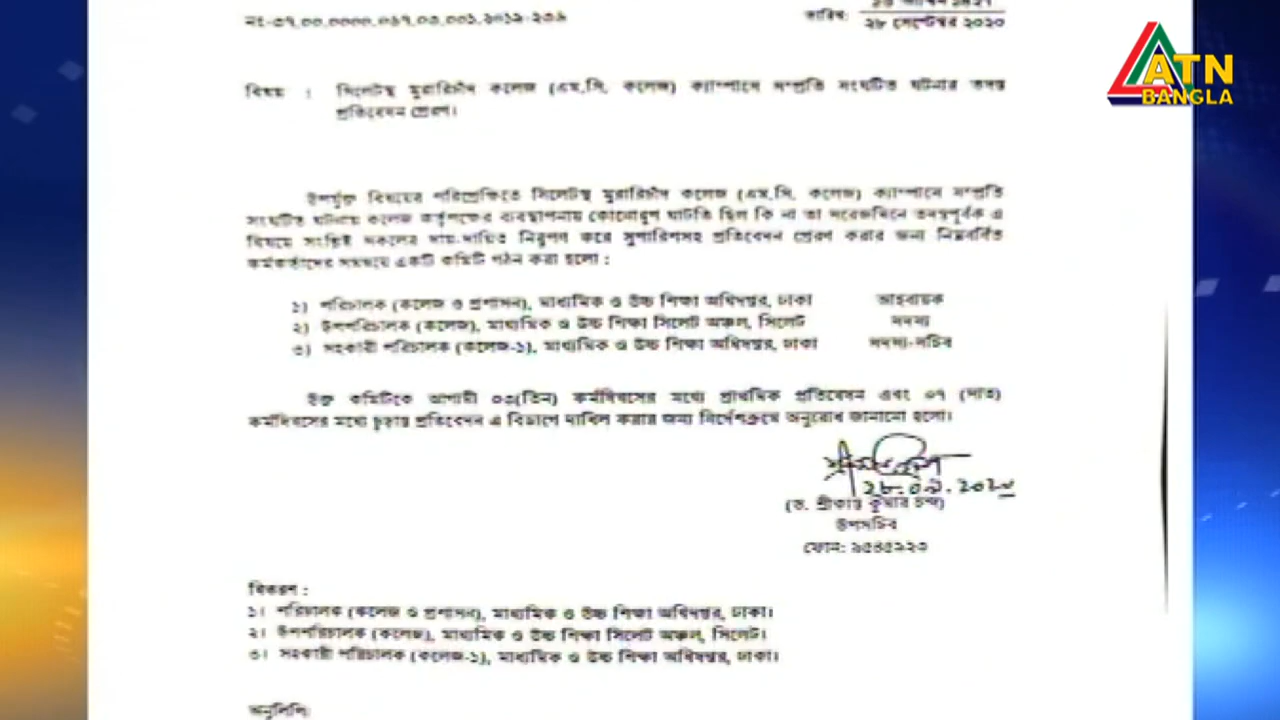 নং-৩৭.০০.০০০০.০৬৭.০৩.০০১.২০১২-২৩৯
তারিখ:
২৮ সেপ্টেম্বর ২০২০
ATN
BANGLA
বিষয় : সিলেটস্থ মুরারিচাঁদ কলেজ (এম.সি. কলেজ) ক্যাম্পাসে সম্প্রতি সংঘটিত ঘটনার তদন্ত
প্রতিবেদন প্রেরণ।
উপর্যুক্ত বিষয়ের পরিপ্রেক্ষিতে সিলেটস্থ মুরারিচাঁদ কলেজ (এম.সি. কলেজ) ক্যাম্পাসে সম্প্রতি
সংঘটিত ঘটনায় কলেজ কর্তৃপক্ষের ব্যবস্থাপনায় কোনোরূপ ঘাটতি ছিল কি না তা সরেজমিনে তদন্তপূর্বক এ
বিষয়ে সংশ্লিষ্ট সকলের দায়-দায়িত্ব নিরূপণ করে সুপারিশসহ প্রতিবেদন প্রেরণ করার জন্য নিম্নবর্ণিত
কর্মকর্তাদের সমন্বয়ে একটি কমিটি গঠন করা হলো :
১) পরিচালক (কলেজ ও প্রশাসন), মাধ্যমিক ও উচ্চ শিক্ষা অধিদপ্তর, ঢাকা আহবায়ক
২) উপপরিচালক (কলেজ), মাধ্যমিক ও উচ্চ শিক্ষা সিলেট অঞ্চল, সিলেট সদস্য
৩) সহকারী পরিচালক (কলেজ-১), মাধ্যমিক ও উচ্চ শিক্ষা অধিদপ্তর, ঢাকা সদস্য-সচিব
উক্ত কমিটিকে আগামী ০৩(তিন) কর্মদিবসের মধ্যে প্রাথমিক প্রতিবেদন এবং ০৭ (সাত)
কর্মদিবসের মধ্যে চূড়ান্ত প্রতিবেদন এ বিভাগে দাখিল করার জন্য নির্দেশক্রমে অনুরোধ জানানো হলো।
২৮.০৯.২০২০
(ড. শ্রীকান্ত কুমার চন্দ)
উপসচিব
ফোন: ৯৫৪৫৯২৩
বিতরণ :
১। পরিচালক (কলেজ ও প্রশাসন), মাধ্যমিক ও উচ্চ শিক্ষা অধিদপ্তর, ঢাকা।
২। উপপরিচালক (কলেজ), মাধ্যমিক ও উচ্চ শিক্ষা সিলেট অঞ্চল, সিলেট।
৩। সহকারী পরিচালক (কলেজ-১), মাধ্যমিক ও উচ্চ শিক্ষা অধিদপ্তর, ঢাকা।
অনুলিপি: